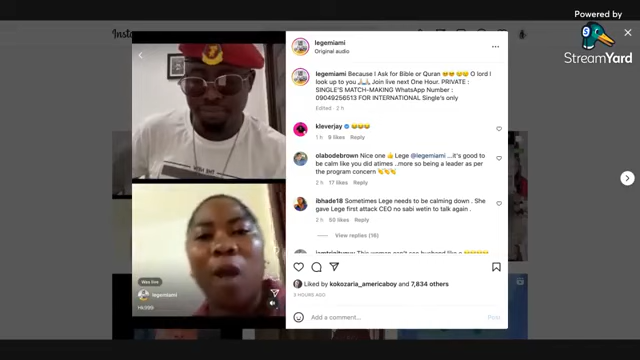 Powered by
StreamYard
Inst
legemiami
Original audio
legemiami Because I Ask for Bible or Quran 😔😔 O lord I
look up to you 🙏🏻🙏🏻 Join live next One Hour. PRIVATE :
SINGLE'S MATCH-MAKING WhatsApp Number :
09049256513 FOR INTERNATIONAL Single's only
Edited · 2 h
kleverjay 😂😂😂
1 h 9 likes Reply
olabodebrown Nice one 👍 Lege @legemiami ...it's good to
be calm like you did atimes ...more so being a leader as per
the program concern 👏👏👏
2 h 17 likes Reply
ibhade18 Sometimes Lege needs to be calming down . She
gave Lege first attack CEO no sabi wetin to talk again .
2 h 50 likes Reply
View replies (16)
Liked by kokozaria_americaboy and 7,834 others
3 HOURS AGO
Add a comment...
Post
Was live
legemiami